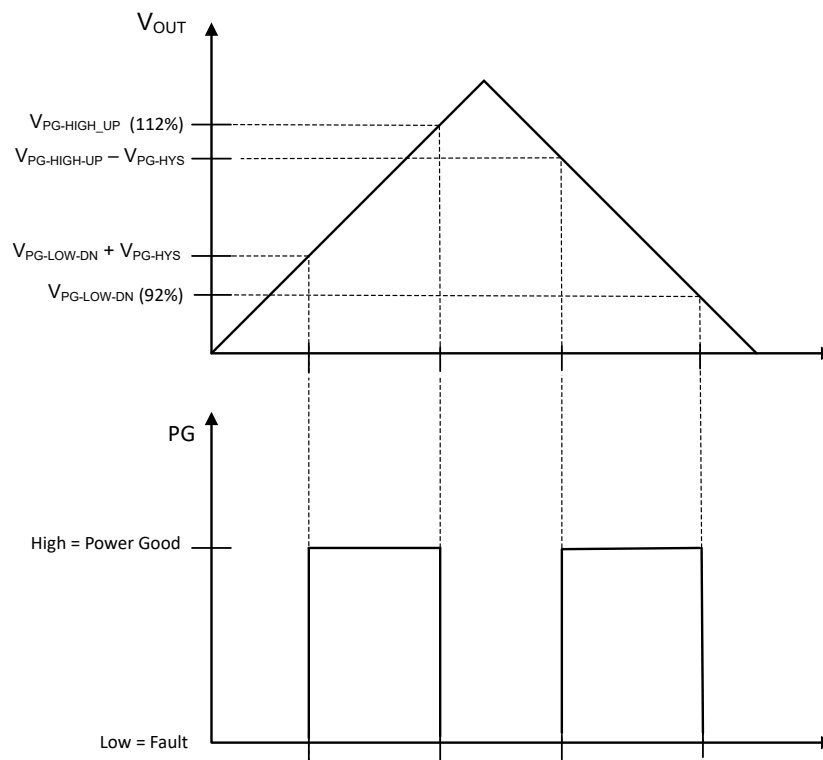 VOUT
VPG-HIGH_UP (112%)
VPG-HIGH-UP – VPG-HYS
VPG-LOW-DN + VPG-HYS
VPG-LOW-DN (92%)
PG
High = Power Good
Low = Fault